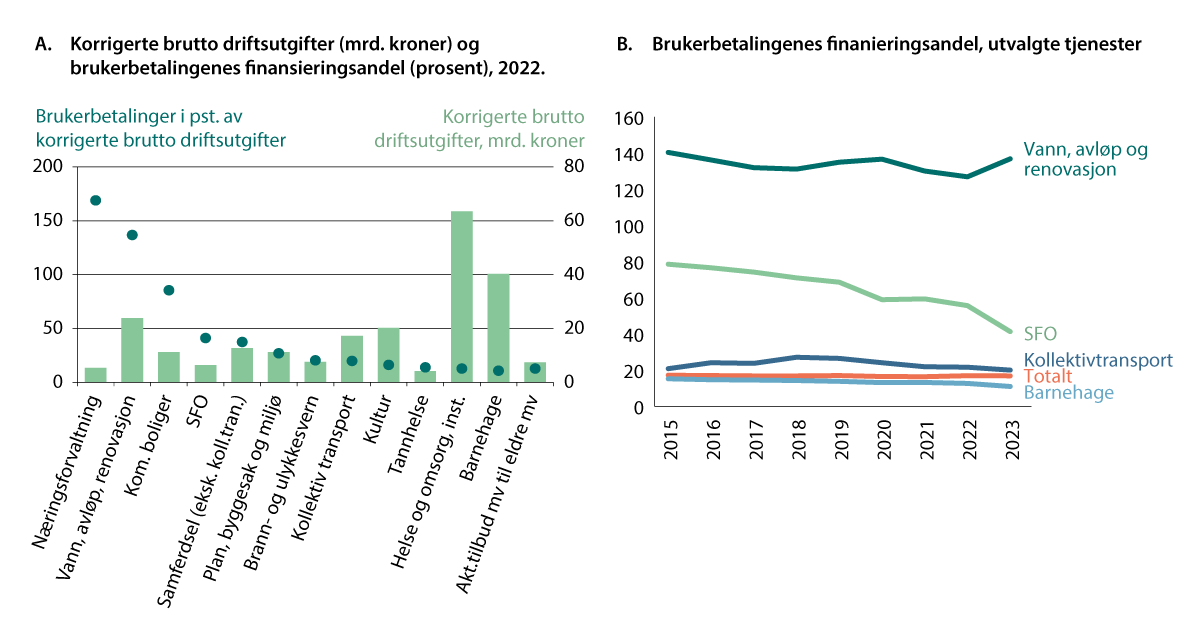 A. Korrigerte brutto driftsutgifter (mrd. kroner) og
brukerbetalingenes finansieringsandel (prosent), 2022.
Brukerbetalinger i pst. av
korrigerte brutto driftsutgifter
Korrigerte brutto
driftsutgifter, mrd. kroner
200
150
100
50
0
80
60
40
20
0
Næringsforvaltning
Vann, avløp, renovasjon
Kom. boliger
SFO
Samferdsel (eksk. koll.tran.)
Plan, byggesak og miljø
Brann- og ulykkesvern
Kollektiv transport
Kultur
Tannhelse
Helse og omsorg, inst.
Barnehage
Akt.tilbud mv til eldre mv
B. Brukerbetalingenes finanieringsandel, utvalgte tjenester
160
140
120
100
80
60
40
20
0
Vann, avløp og
renovasjon
SFO
Kollektivtransport
Totalt
Barnehage
2015
2016
2017
2018
2019
2020
2021
2022
2023